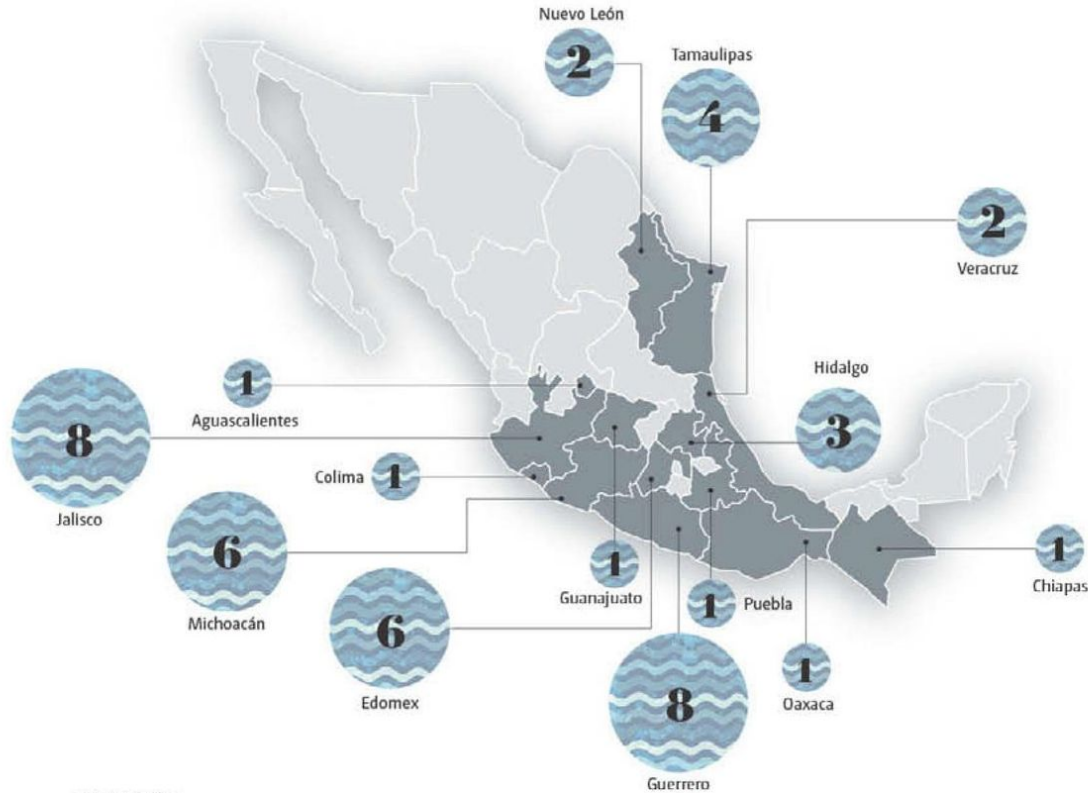 Nuevo León
2
Tamaulipas
4
2
Veracruz
Hidalgo
3
1
Aguascalientes
8
Jalisco
Colima
1
6
Michoacán
1
Guanajuato
6
Edomex
1
Puebla
1
Chiapas
1
Oaxaca
8
Guerrero